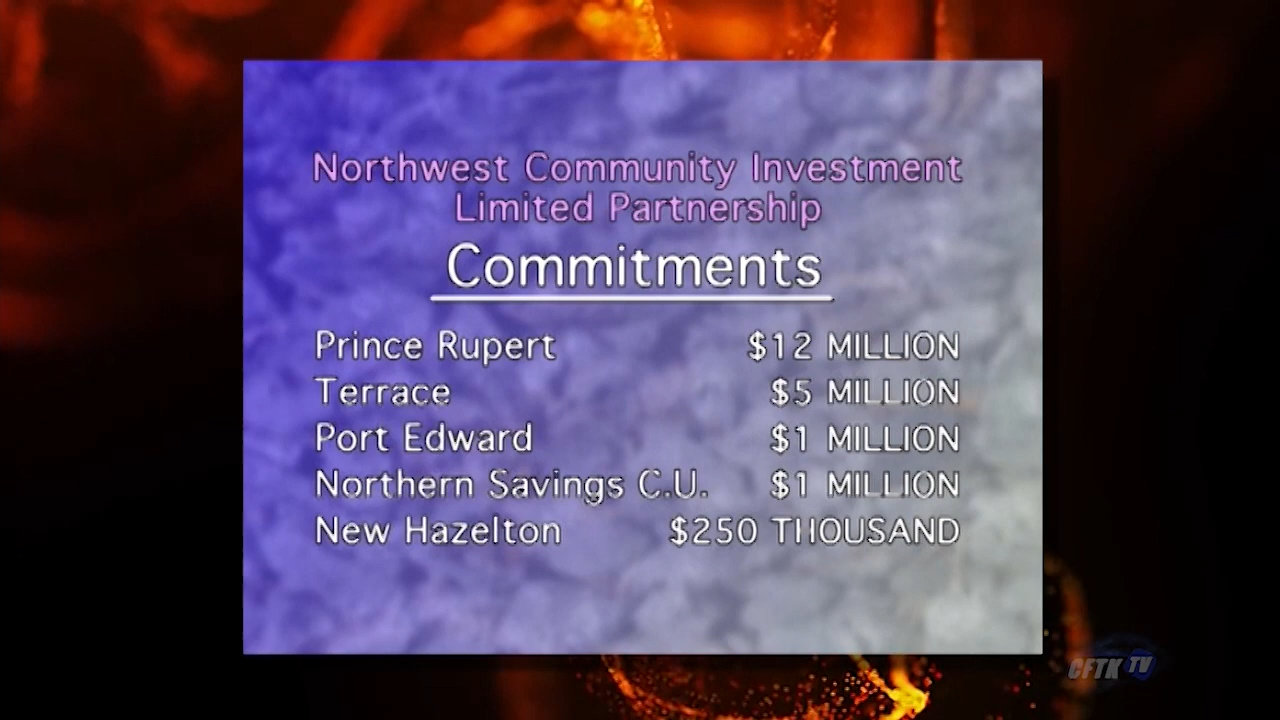 Northwest Community Investment
Limited Partnership
Commitments
Prince Rupert $12 MILLION
Terrace $5 MILLION
Port Edward $1 MILLION
Northern Savings C.U. $1 MILLION
New Hazelton $250 THOUSAND
CFTK TV